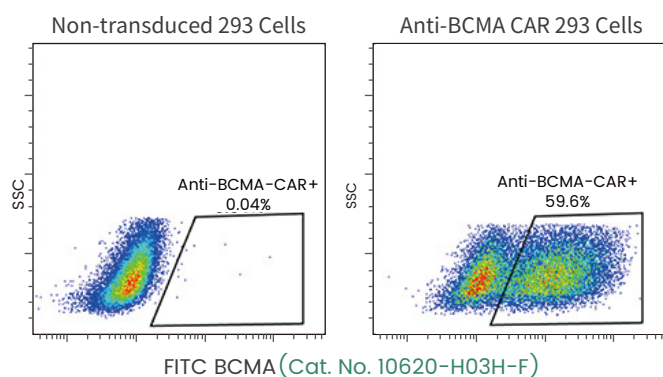 Non-transduced 293 Cells
Anti-BCMA CAR 293 Cells
SSC
Anti-BCMA-CAR+
0.04%
SSC
Anti-BCMA-CAR+
59.6%
FITC BCMA (Cat. No. 10620-H03H-F)